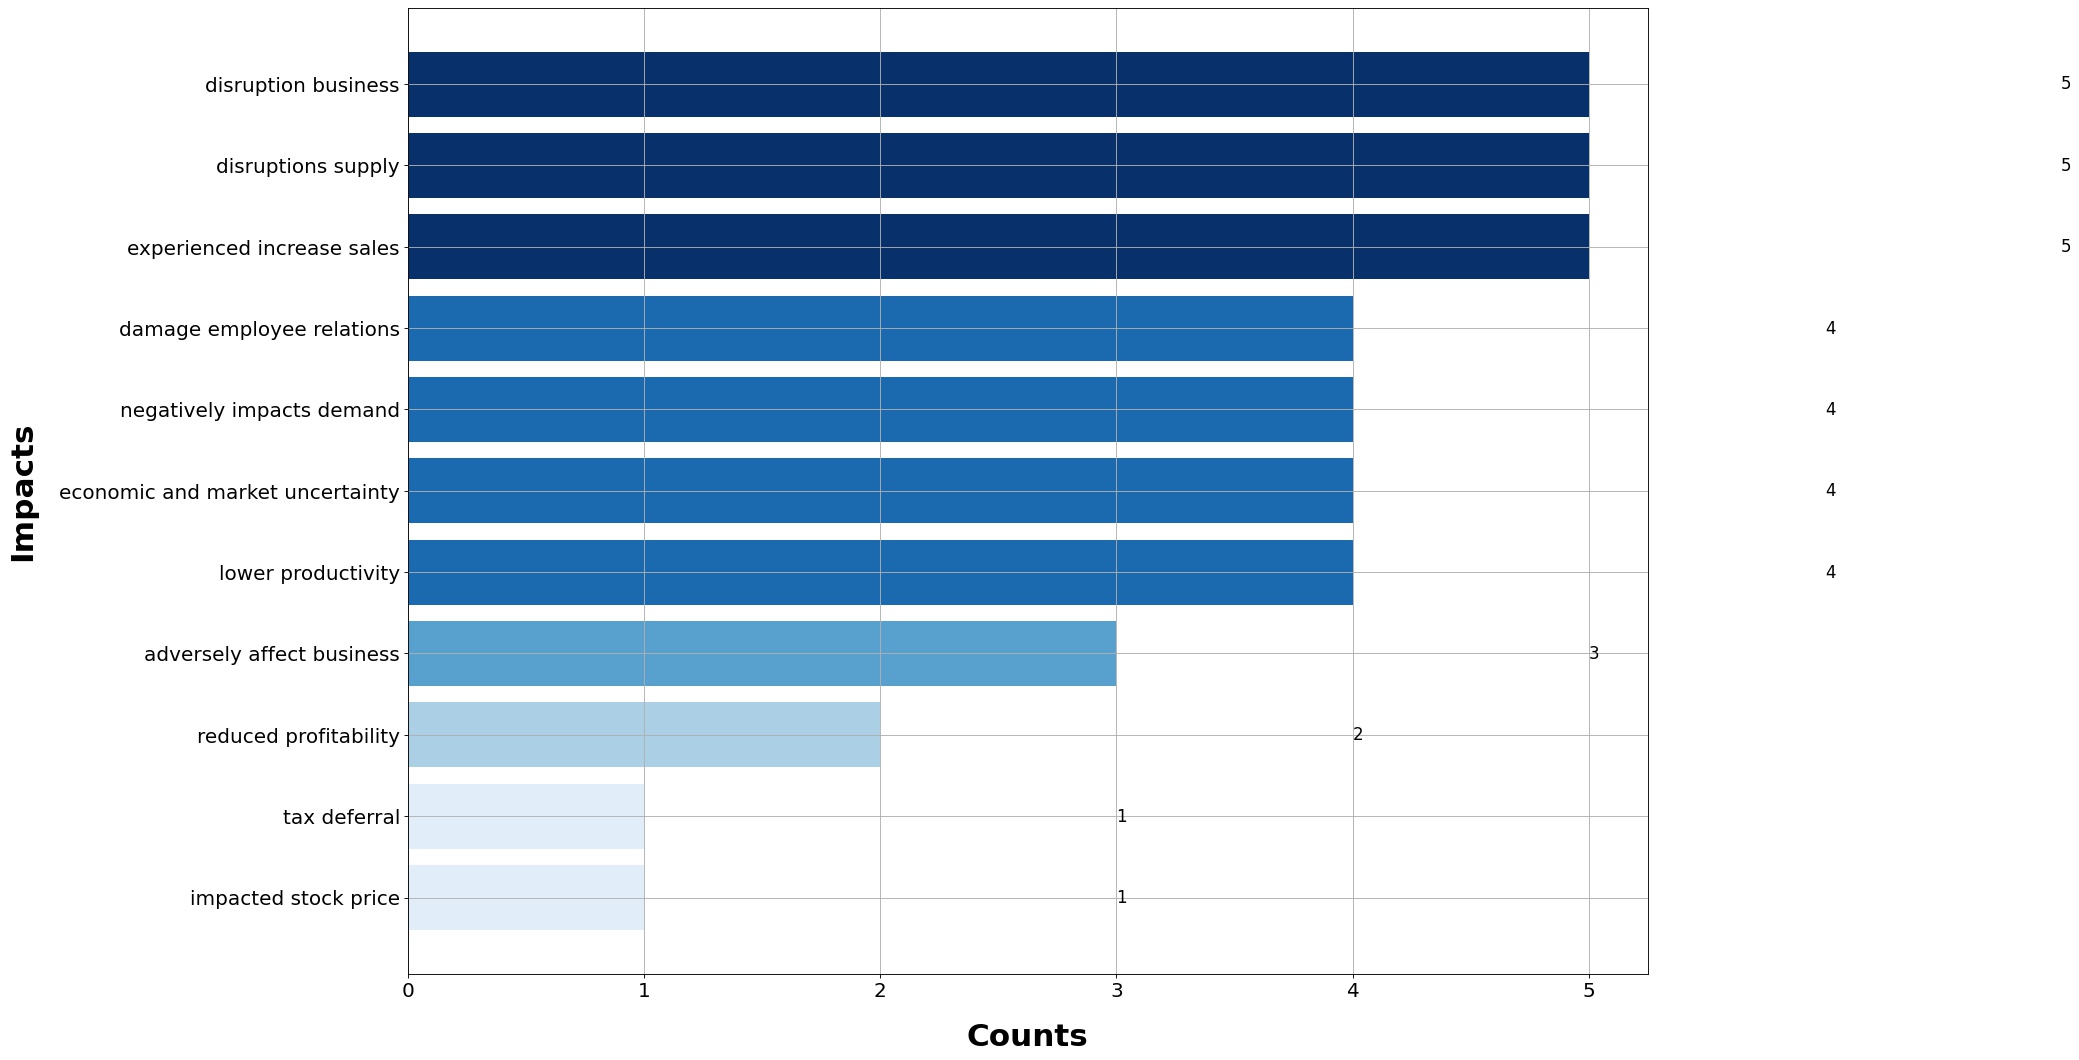 disruption business 5
disruptions supply 5
experienced increase sales 5
damage employee relations 4
negatively impacts demand 4
economic and market uncertainty 4
lower productivity 4
adversely affect business 3
reduced profitability 2
tax deferral 1
impacted stock price 1
Impacts
0 1 2 3 4 5
Counts